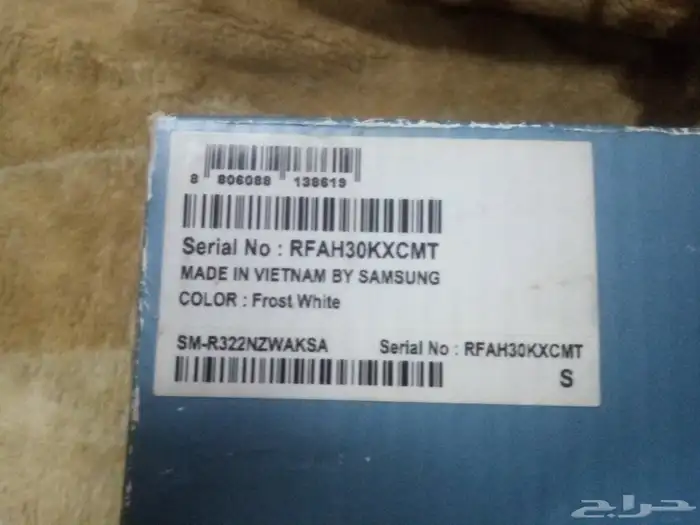 8 806088 138619
Serial No : RFAH30KXCMT
MADE IN VIETNAM BY SAMSUNG
COLOR : Frost White
SM-R322NZWAKSA Serial No : RFAH30KXCMT
S
حراج